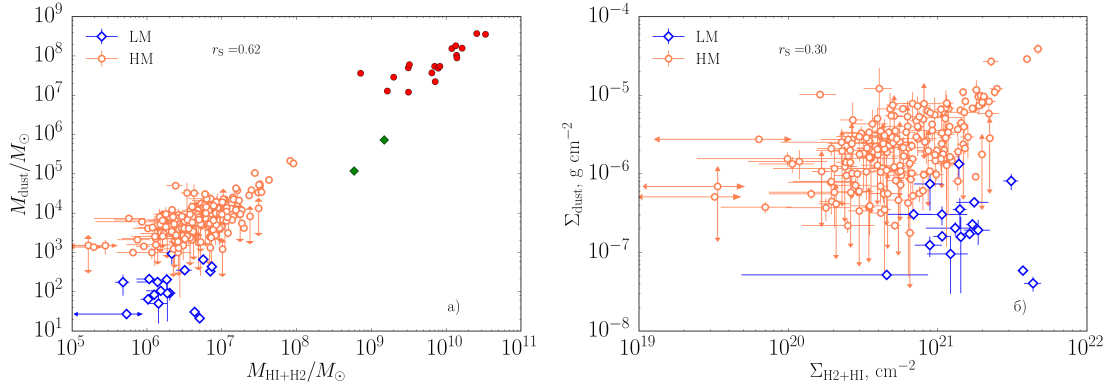 LM
HM
r_S = 0.62
a)
10^9
10^8
10^7
10^6
10^5
10^4
10^3
10^2
10^1
M_dust/M_⊙
10^5 10^6 10^7 10^8 10^9 10^10 10^11
M_HI+H2/M_⊙
LM
HM
r_S = 0.30
б)
10^−4
10^−5
10^−6
10^−7
10^−8
Σ_dust, g cm^−2
10^19 10^20 10^21 10^22
Σ_H2+HI, cm^−2